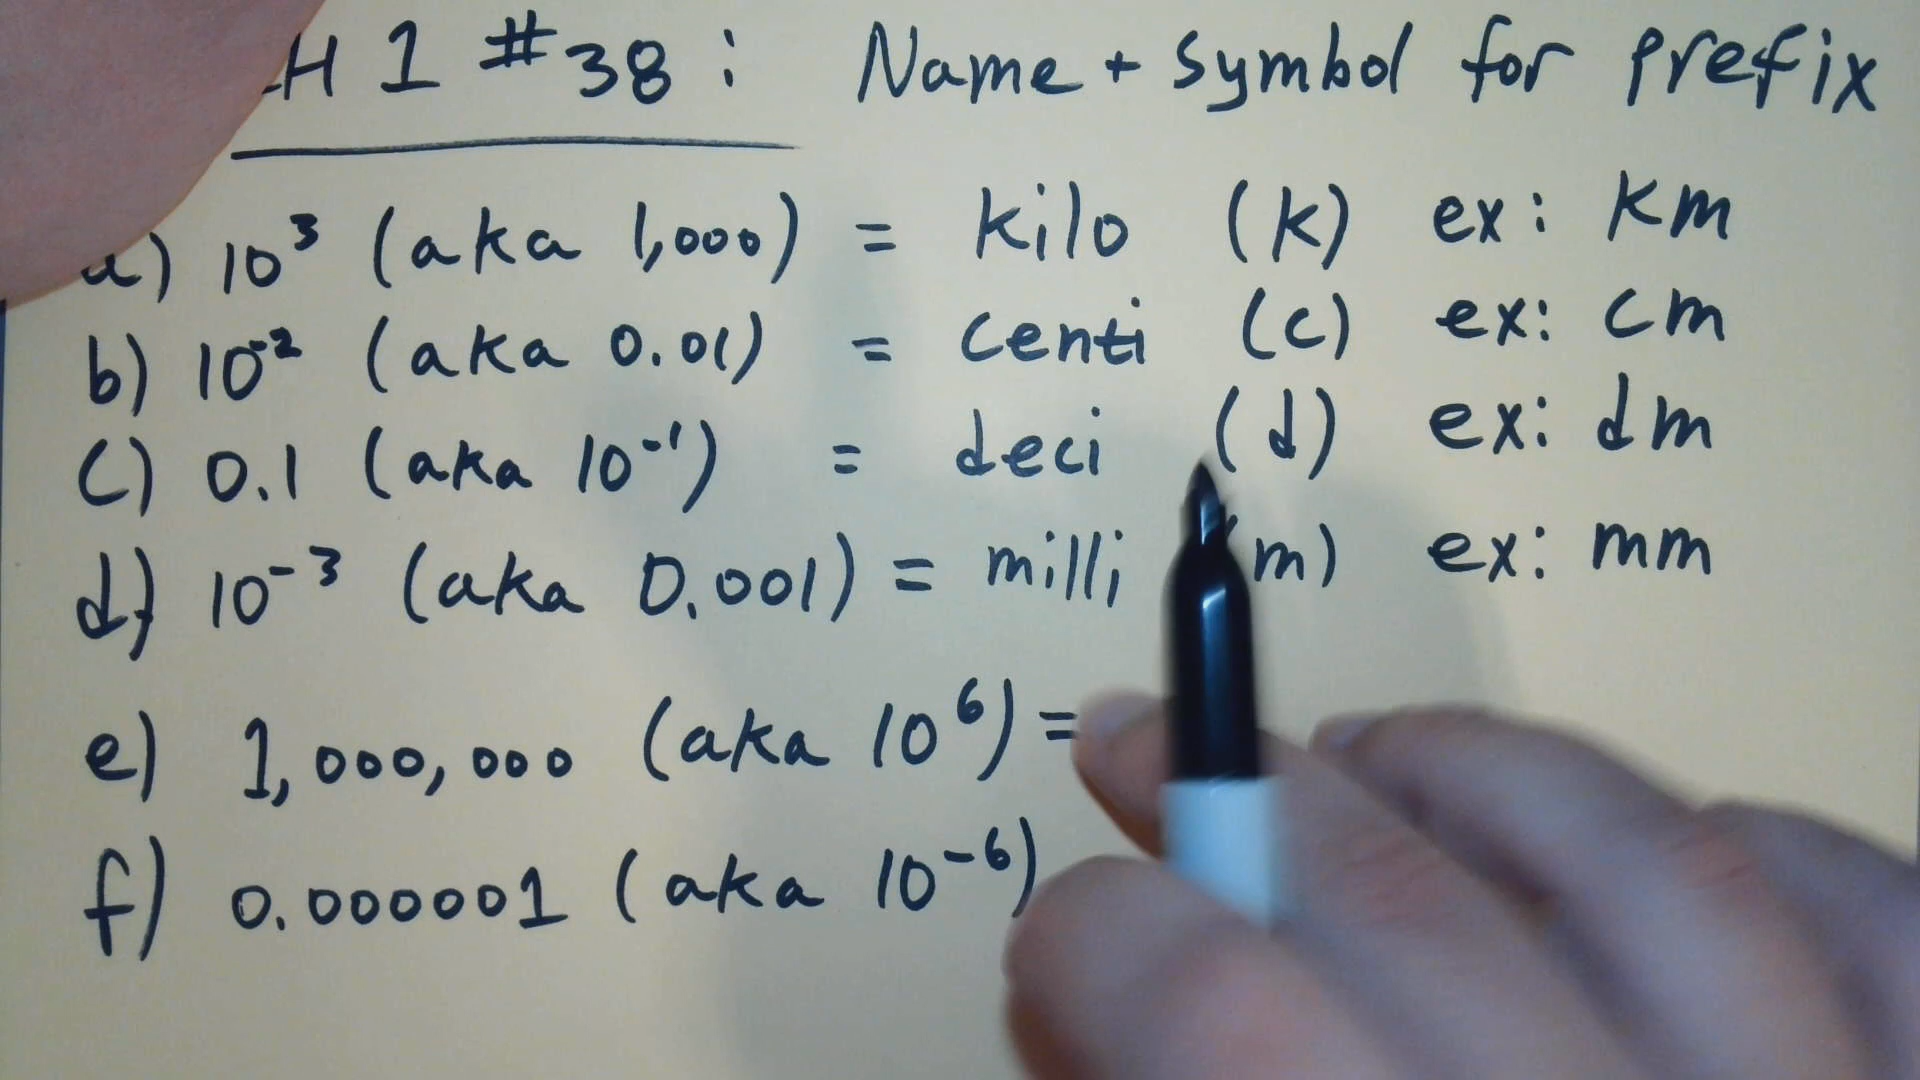 H 1 #38: Name + symbol for prefix
a) 10³ (aka 1,000) = kilo (k) ex: km
b) 10⁻² (aka 0.01) = centi (c) ex: cm
c) 0.1 (aka 10⁻¹) = deci (d) ex: dm
d) 10⁻³ (aka 0.001) = milli (m) ex: mm
e) 1,000,000 (aka 10⁶) =
f) 0.000001 (aka 10⁻⁶)